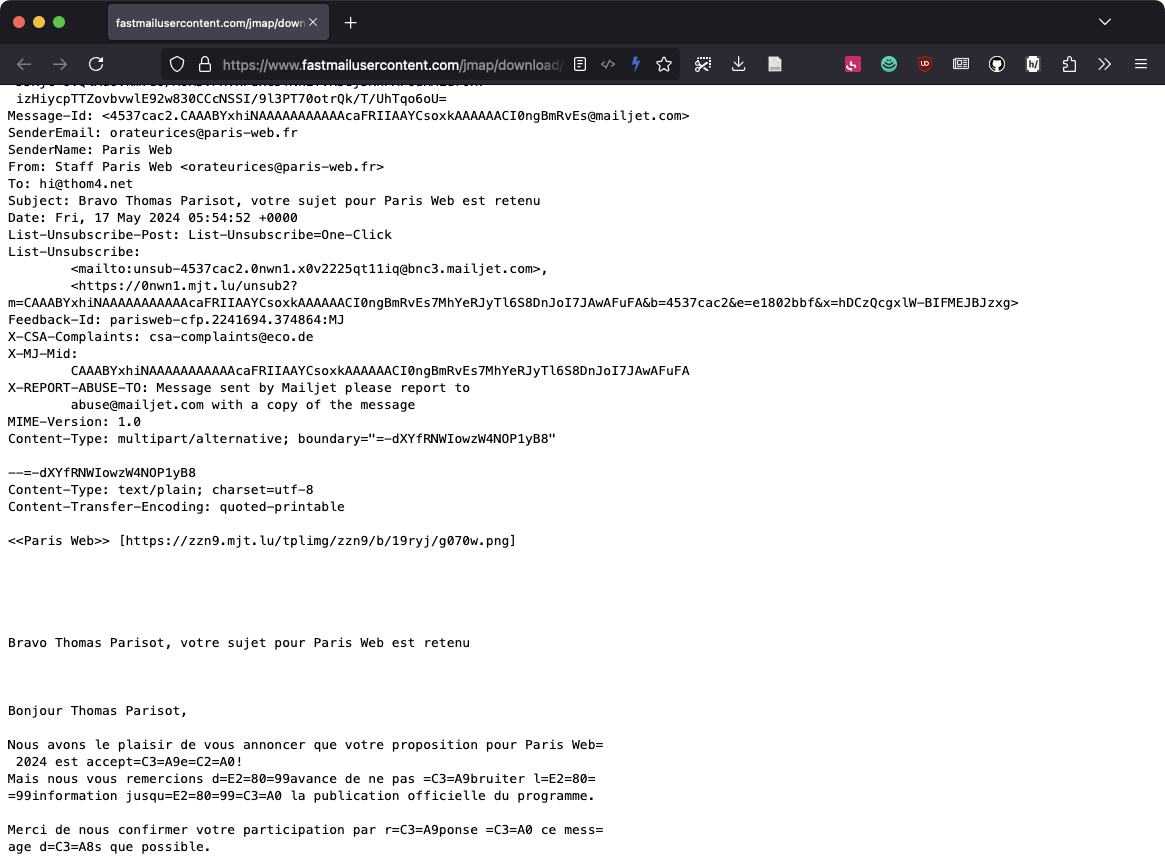 fastmailusercontent.com/jmap/down
https://www.fastmailusercontent.com/jmap/download/
izHiycpTTZovbvwlE92w830CCcNSSI/9l3PT70otrQk/T/UhTqo6oU=
Message-Id: <4537cac2.CAAABYxhiNAAAAAAAAAAAcaFRIIAAYCsoxkAAAAAACI0ngBmRvEs@mailjet.com>
SenderEmail: orateurices@paris-web.fr
SenderName: Paris Web
From: Staff Paris Web <orateurices@paris-web.fr>
To: hi@thom4.net
Subject: Bravo Thomas Parisot, votre sujet pour Paris Web est retenu
Date: Fri, 17 May 2024 05:54:52 +0000
List-Unsubscribe-Post: List-Unsubscribe=One-Click
List-Unsubscribe:
<mailto:unsub-4537cac2.0nwn1.x0v2225qt11iq@bnc3.mailjet.com>,
<https://0nwn1.mjt.lu/unsub2?
m=CAAABYxhiNAAAAAAAAAAAcaFRIIAAYCsoxkAAAAAACI0ngBmRvEs7MhYeRJyTl6S8DnJoI7JAwAFuFA&b=4537cac2&e=e1802bbf&x=hDCzQcgxlW-BIFMEJBJzxg>
Feedback-Id: parisweb-cfp.2241694.374864:MJ
X-CSA-Complaints: csa-complaints@eco.de
X-MJ-Mid:
CAAABYxhiNAAAAAAAAAAAcaFRIIAAYCsoxkAAAAAACI0ngBmRvEs7MhYeRJyTl6S8DnJoI7JAwAFuFA
X-REPORT-ABUSE-TO: Message sent by Mailjet please report to
abuse@mailjet.com with a copy of the message
MIME-Version: 1.0
Content-Type: multipart/alternative; boundary="=-dXYfRNWIowzW4NOP1yB8"
--=-dXYfRNWIowzW4NOP1yB8
Content-Type: text/plain; charset=utf-8
Content-Transfer-Encoding: quoted-printable
<<Paris Web>> [https://zzn9.mjt.lu/tplimg/zzn9/b/19ryj/g070w.png]
Bravo Thomas Parisot, votre sujet pour Paris Web est retenu
Bonjour Thomas Parisot,
Nous avons le plaisir de vous annoncer que votre proposition pour Paris Web=
2024 est accept=C3=A9e=C2=A0!
Mais nous vous remercions d=E2=80=99avance de ne pas =C3=A9bruiter l=E2=80=
=99information jusqu=E2=80=99=C3=A0 la publication officielle du programme.
Merci de nous confirmer votre participation par r=C3=A9ponse =C3=A0 ce mess=
age d=C3=A8s que possible.